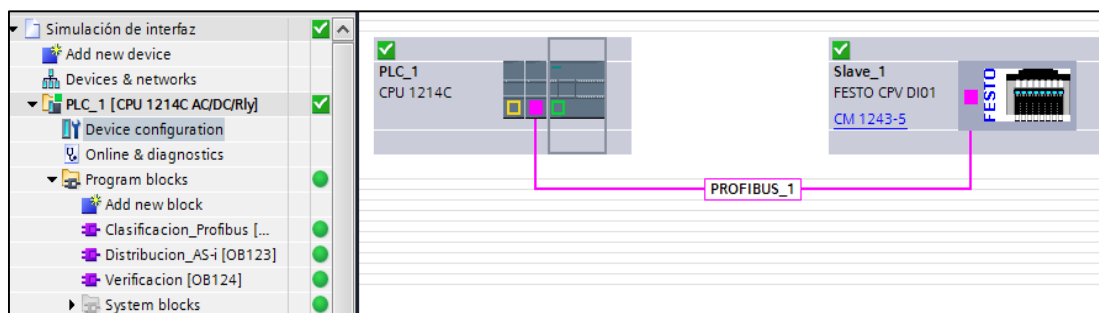 Simulación de interfaz
Add new device
Devices & networks
PLC_1 [CPU 1214C AC/DC/Rly]
Device configuration
Online & diagnostics
Program blocks
Add new block
Clasificacion_Profibus [...
Distribucion_AS-i [OB123]
Verificacion [OB124]
System blocks
PLC_1
CPU 1214C
Slave_1
FESTO CPV DI01
CM 1243-5
FESTO
PROFIBUS_1